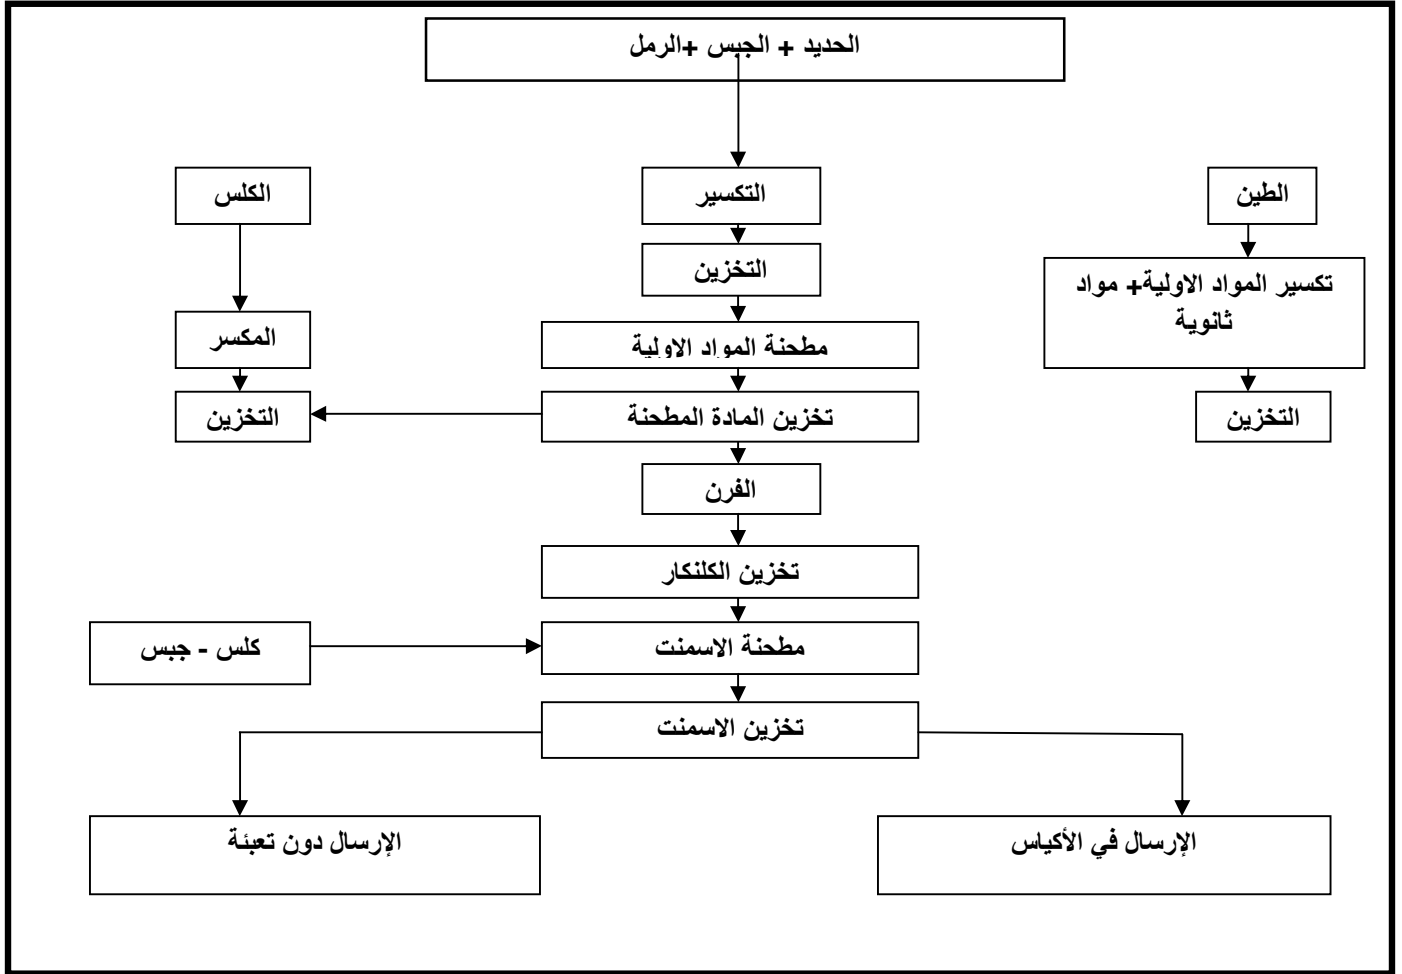 الحديد + الجبس +الرمل
الطين
التكسير
الكلس
التخزين
تكسير المواد الاولية+ مواد
ثانوية
مطحنة المواد الاولية
المكسر
التخزين
تخزين المادة المطحنة
التخزين
الفرن
تخزين الكلنكار
مطحنة الاسمنت
كلس - جبس
تخزين الاسمنت
الإرسال في الأكياس
الإرسال دون تعبئة